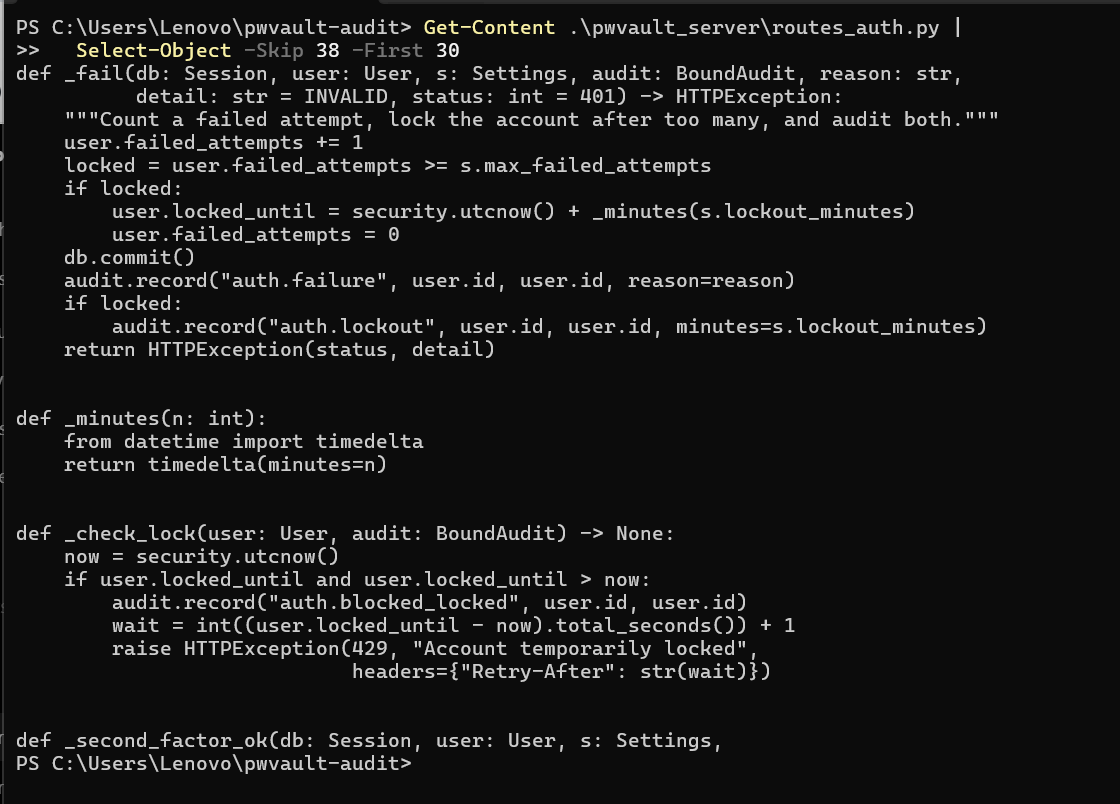 PS C:\Users\Lenovo\pwvault-audit> Get-Content .\pwvault_server\routes_auth.py |
>>   Select-Object -Skip 38 -First 30
def _fail(db: Session, user: User, s: Settings, audit: BoundAudit, reason: str,
          detail: str = INVALID, status: int = 401) -> HTTPException:
    """Count a failed attempt, lock the account after too many, and audit both."""
    user.failed_attempts += 1
    locked = user.failed_attempts >= s.max_failed_attempts
    if locked:
        user.locked_until = security.utcnow() + _minutes(s.lockout_minutes)
        user.failed_attempts = 0
    db.commit()
    audit.record("auth.failure", user.id, user.id, reason=reason)
    if locked:
        audit.record("auth.lockout", user.id, user.id, minutes=s.lockout_minutes)
    return HTTPException(status, detail)


def _minutes(n: int):
    from datetime import timedelta
    return timedelta(minutes=n)


def _check_lock(user: User, audit: BoundAudit) -> None:
    now = security.utcnow()
    if user.locked_until and user.locked_until > now:
        audit.record("auth.blocked_locked", user.id, user.id)
        wait = int((user.locked_until - now).total_seconds()) + 1
        raise HTTPException(429, "Account temporarily locked",
                            headers={"Retry-After": str(wait)})


def _second_factor_ok(db: Session, user: User, s: Settings,
PS C:\Users\Lenovo\pwvault-audit>